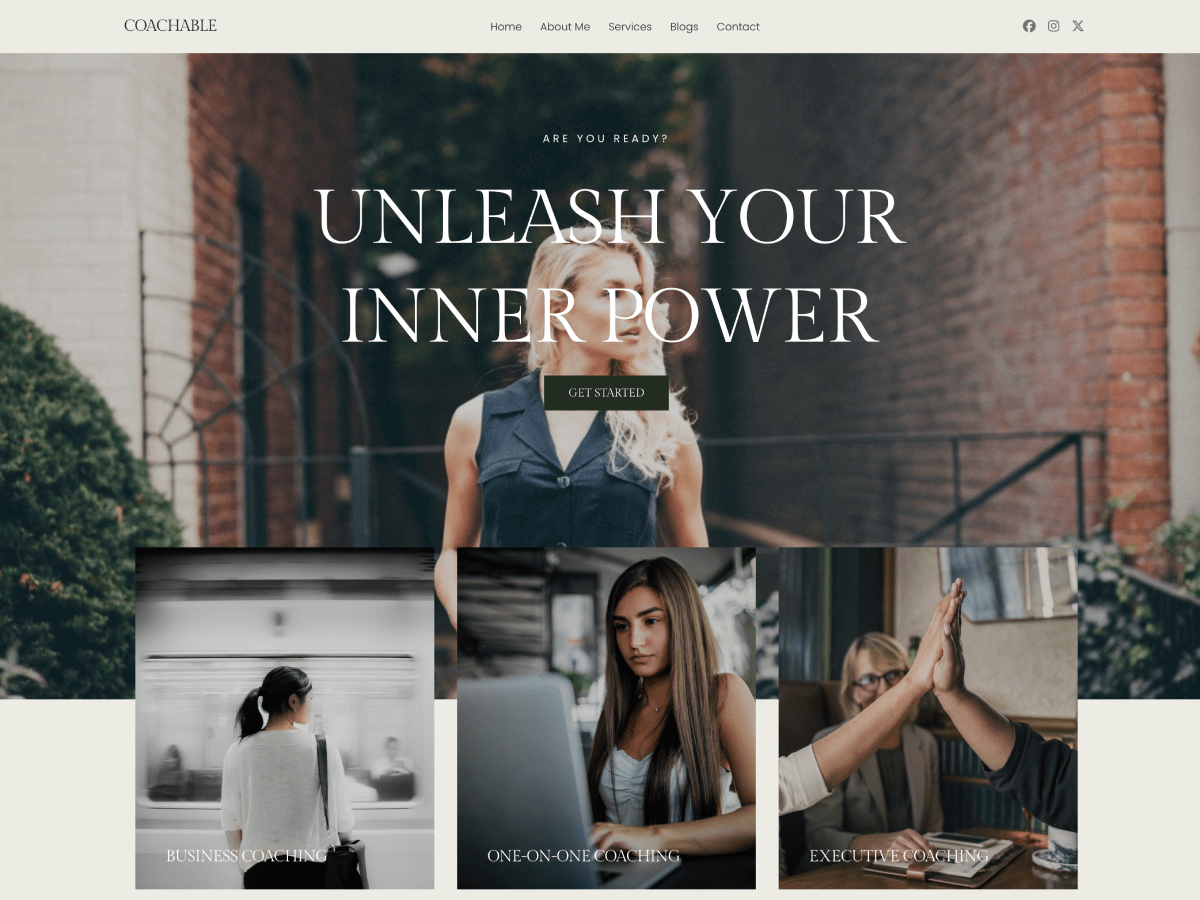 COACHABLE
Home About Me Services Blogs Contact
ARE YOU READY?
UNLEASH YOUR
INNER POWER
GET STARTED
BUSINESS COACHING
ONE-ON-ONE COACHING
EXECUTIVE COACHING